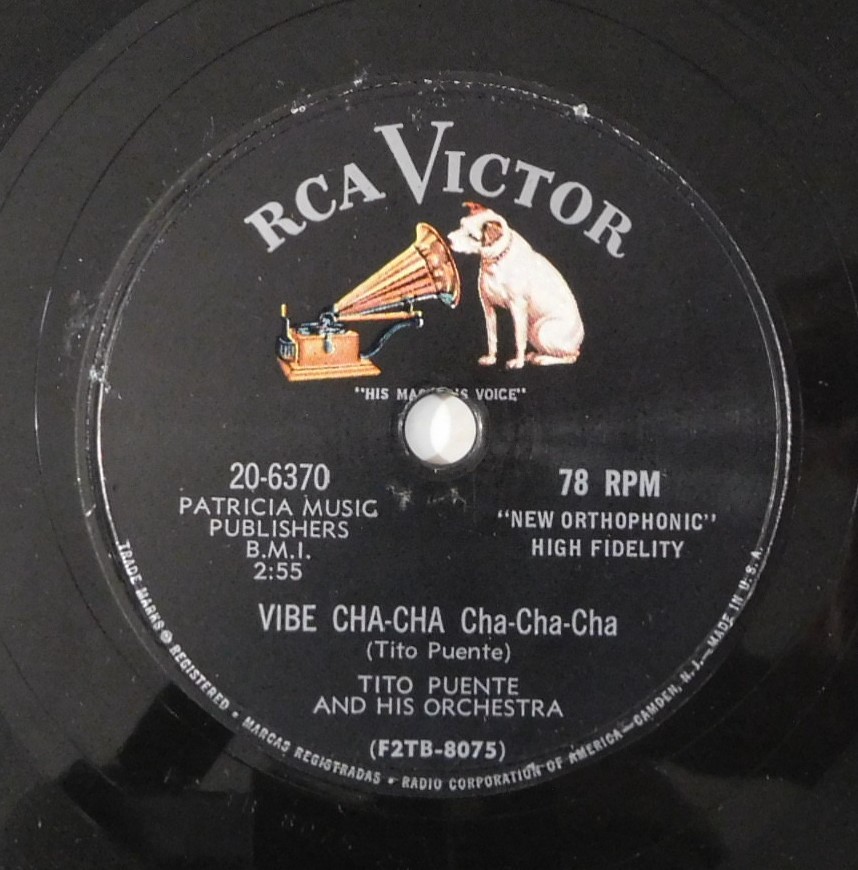 RCA VICTOR
"HIS MASTER'S VOICE"
20-6370
PATRICIA MUSIC
PUBLISHERS
B.M.I.
2:55
78 RPM
"NEW ORTHOPHONIC"
HIGH FIDELITY
VIBE CHA-CHA Cha-Cha-Cha
(Tito Puente)
TITO PUENTE
AND HIS ORCHESTRA
(F2TB-8075)
TRADE MARKS ® REGISTERED • MARCAS REGISTRADAS • RADIO CORPORATION OF AMERICA—CAMDEN, N. J.—MADE IN U. S. A.